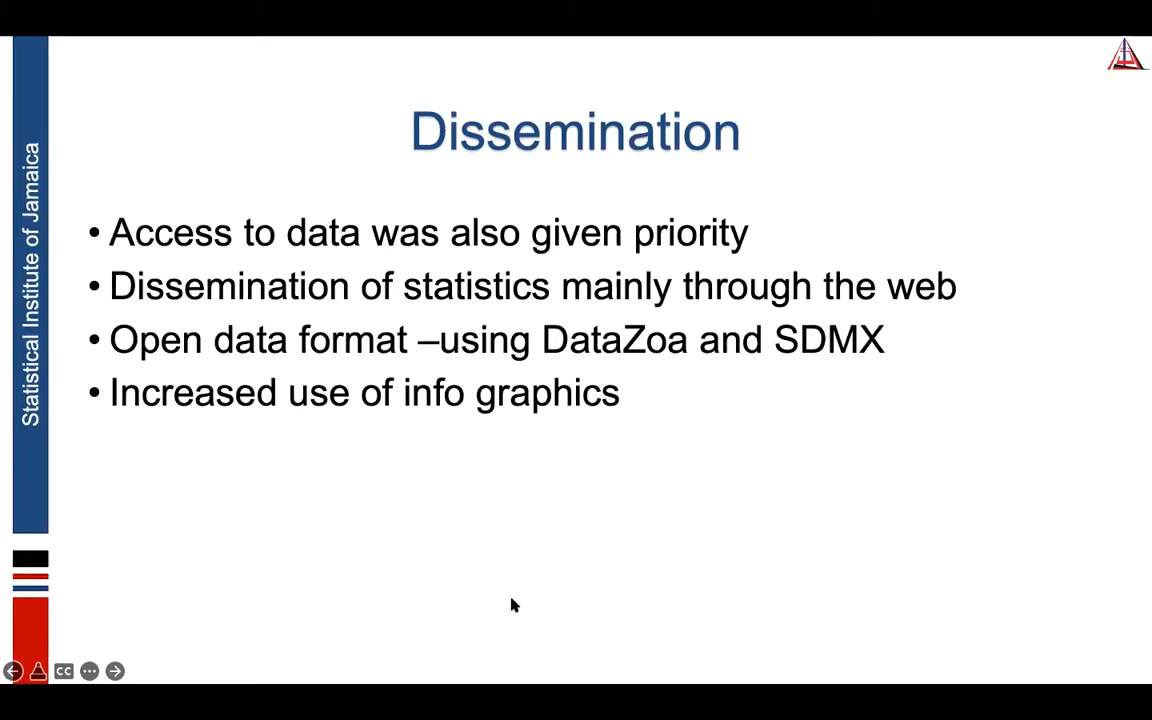 Dissemination
• Access to data was also given priority
• Dissemination of statistics mainly through the web
• Open data format –using DataZoa and SDMX
• Increased use of info graphics
Statistical Institute of Jamaica
CC